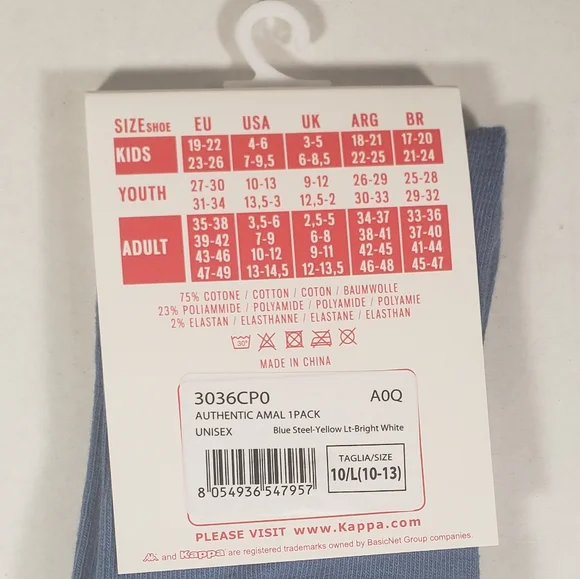 SIZE SHOE EU USA UK ARG BR
KIDS 19-22 4-6 3-5 18-21 17-20
23-26 7-9,5 6-8,5 22-25 21-24
YOUTH 27-30 10-13 9-12 26-29 25-28
31-34 13,5-3 12,5-2 30-33 29-32
ADULT 35-38 3,5-6 2,5-5 34-37 33-36
39-42 7-9 6-8 38-41 37-40
43-46 10-12 9-11 42-45 41-44
47-49 13-14,5 12-13,5 46-48 45-47
75% COTONE / COTTON / COTON / BAUMWOLLE
23% POLIAMMIDE / POLYAMIDE / POLYAMIDE / POLYAMIE
2% ELASTAN / ELASTHANNE / ELASTANE / ELASTHAN
30°
MADE IN CHINA
3036CP0 A0Q
AUTHENTIC AMAL 1PACK
UNISEX Blue Steel-Yellow Lt-Bright White
TAGLIA/SIZE
10/L(10-13)
8 054936 547957
PLEASE VISIT www.Kappa.com
and Kappa are registered trademarks owned by BasicNet Group companies.